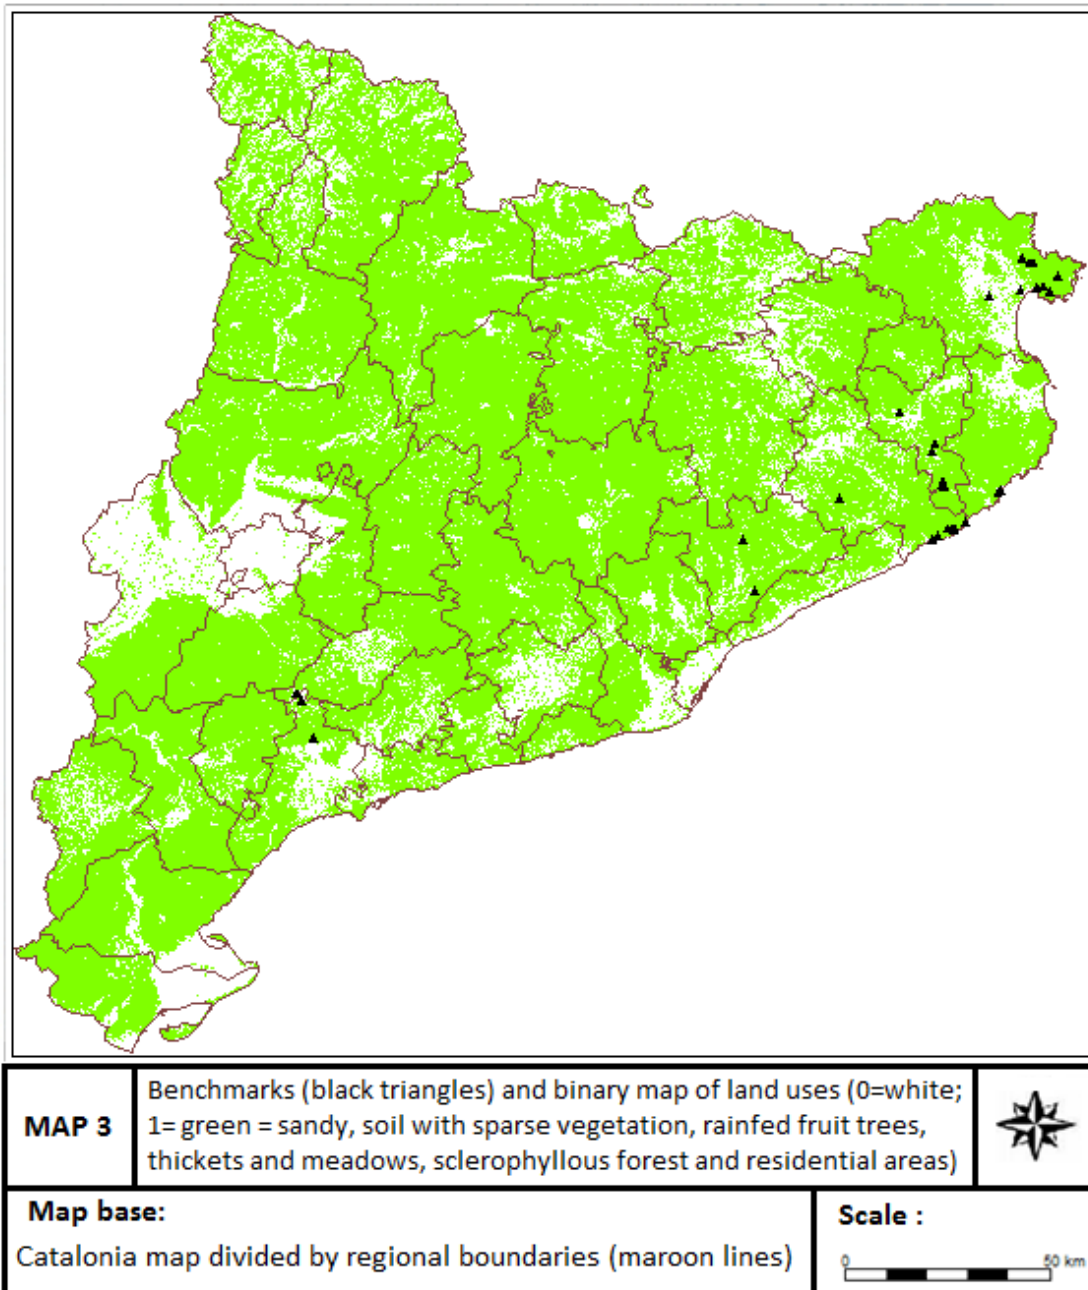 MAP 3
Benchmarks (black triangles) and binary map of land uses (0=white;
1= green = sandy, soil with sparse vegetation, rainfed fruit trees,
thickets and meadows, sclerophyllous forest and residential areas)
Map base:
Catalonia map divided by regional boundaries (maroon lines)
Scale :
0 50 km